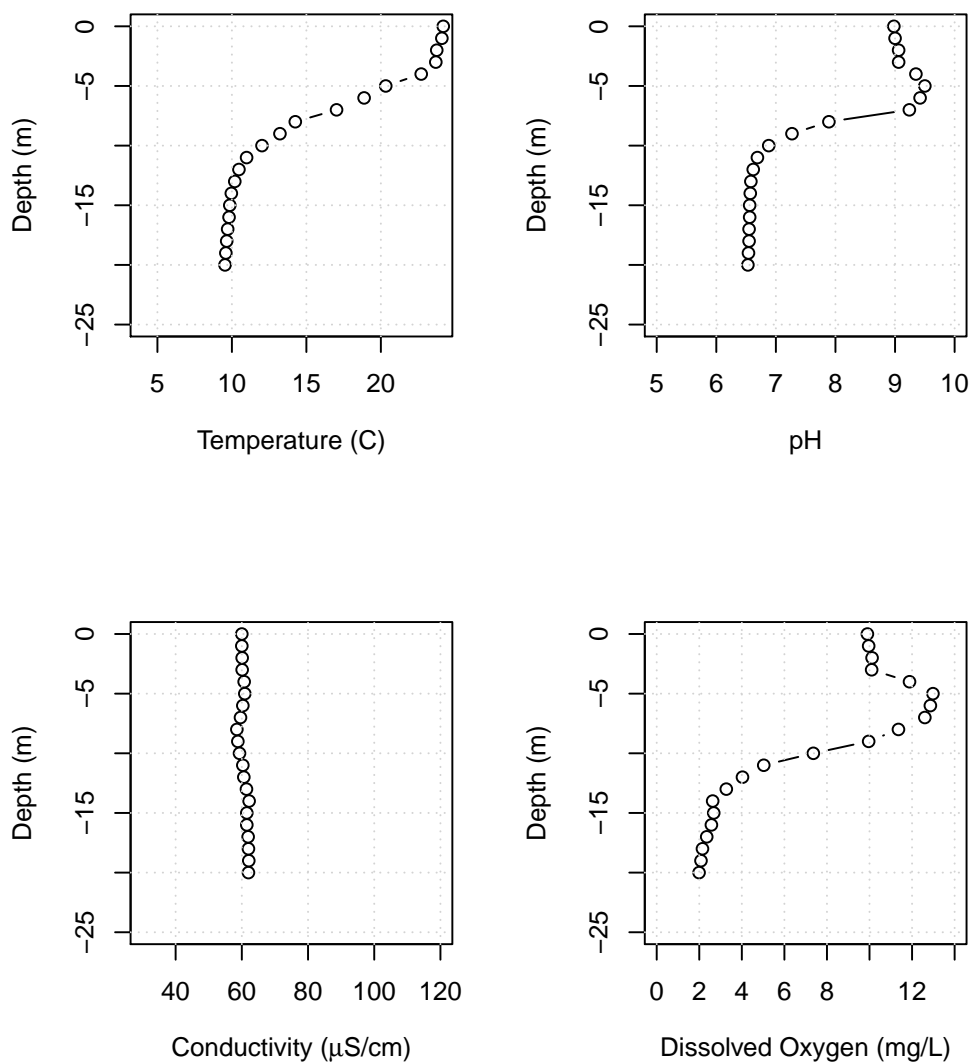 0
−5
−15
−25
Depth (m)
5 10 15 20
Temperature (C)
0
−5
−15
−25
Depth (m)
5 6 7 8 9 10
pH
0
−5
−15
−25
Depth (m)
40 60 80 100 120
Conductivity (μS/cm)
0
−5
−15
−25
Depth (m)
0 2 4 6 8 12
Dissolved Oxygen (mg/L)